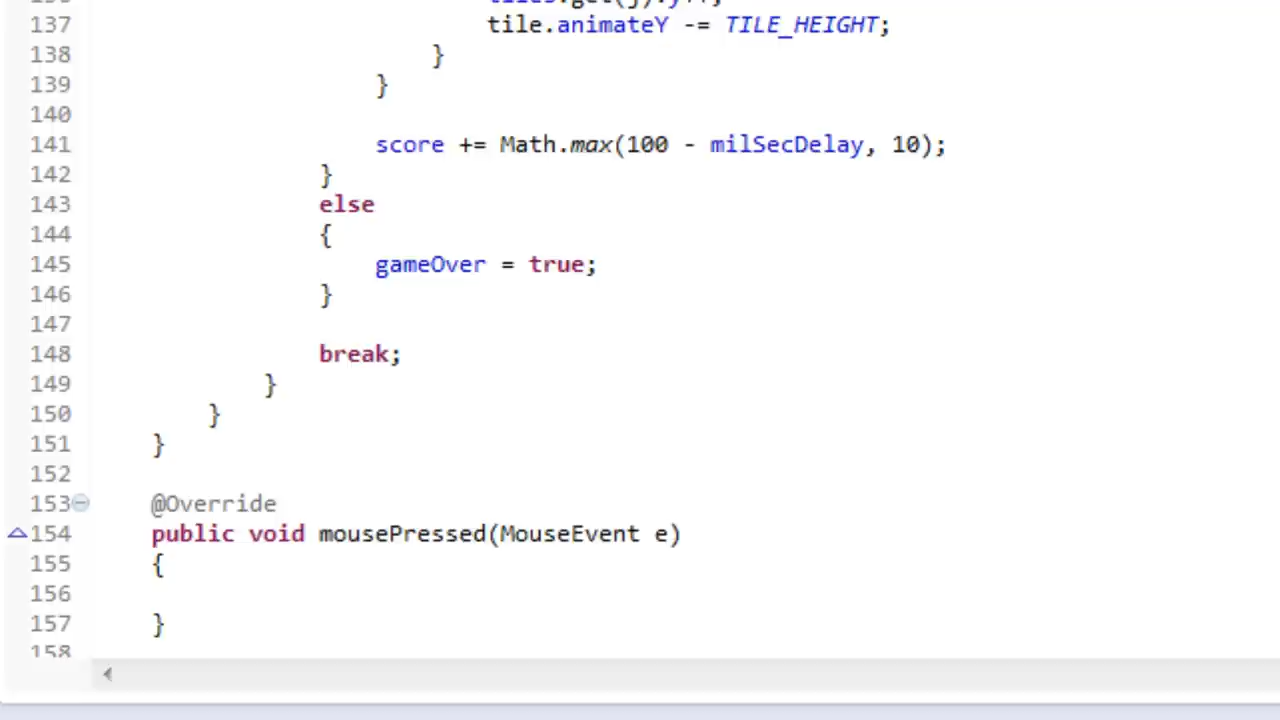 137 tile.animateY -= TILE_HEIGHT;
138 }
139 }
140
141 score += Math.max(100 - milSecDelay, 10);
142 }
143 else
144 {
145 gameOver = true;
146 }
147
148 break;
149 }
150 }
151 }
152
153 @Override
154 public void mousePressed(MouseEvent e)
155 {
156
157 }
158